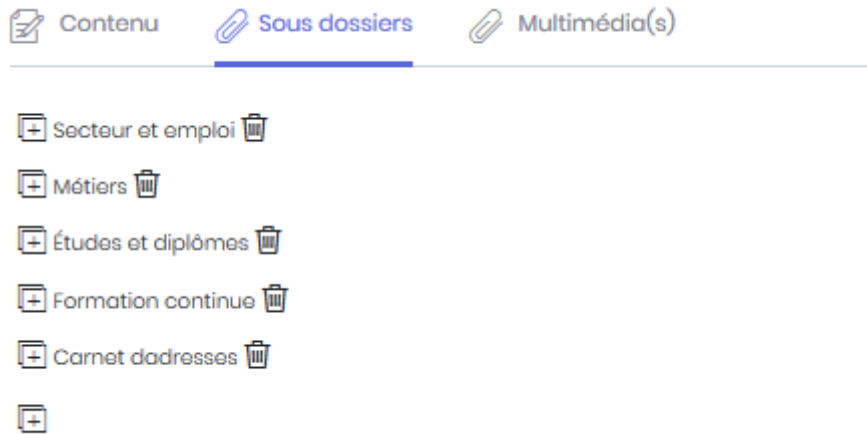 Contenu Sous dossiers Multimédia(s)
Secteur et emploi
Métiers
Études et diplômes
Formation continue
Carnet dadresses